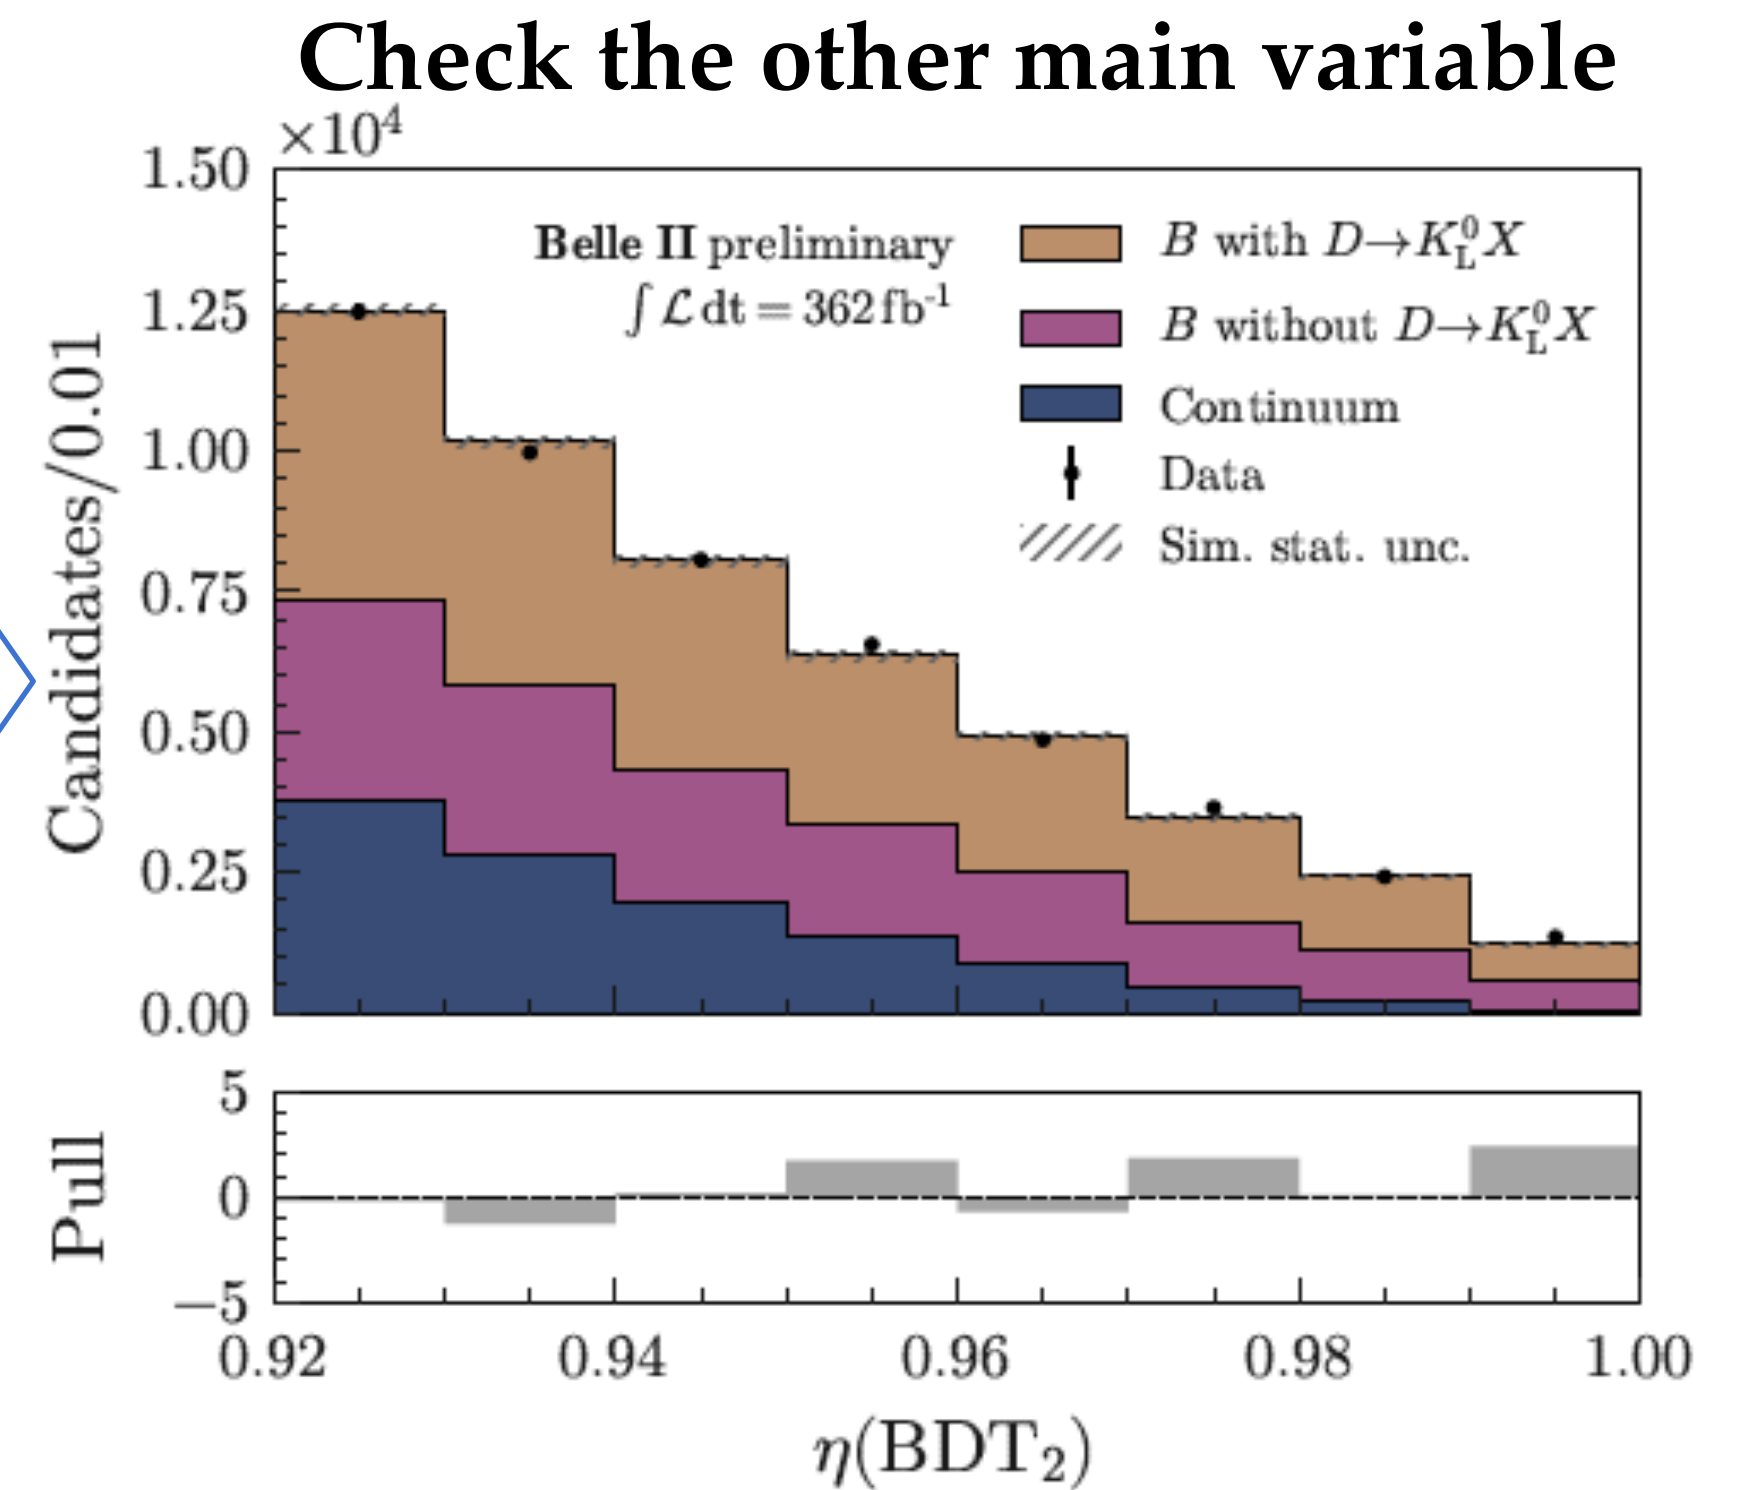 Check the other main variable
×10⁴
1.50
1.25
1.00
0.75
0.50
0.25
0.00
Candidates/0.01
Belle II preliminary
∫ ℒ dt = 362 fb⁻¹
B with D→K⁰_L X
B without D→K⁰_L X
Continuum
Data
Sim. stat. unc.
5
0
−5
Pull
0.92 0.94 0.96 0.98 1.00
η(BDT₂)